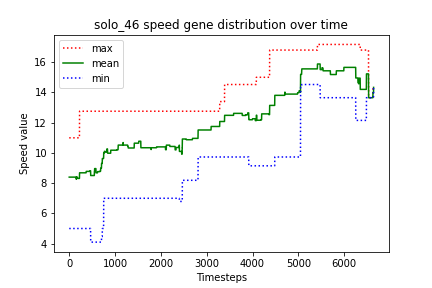 solo_46 speed gene distribution over time
max
mean
min
Speed value
16
14
12
10
8
6
4
0 1000 2000 3000 4000 5000 6000
Timesteps